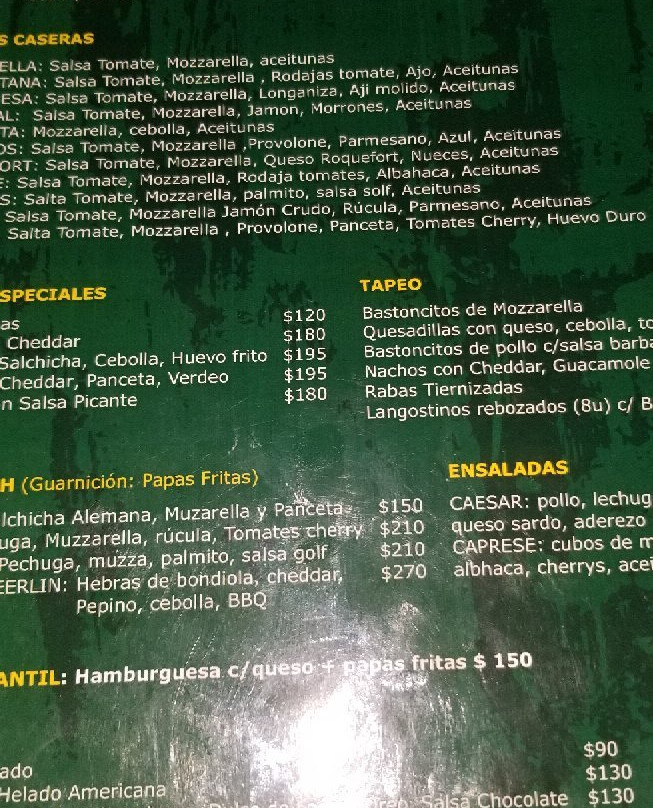 S CASERAS
ELLA: Salsa Tomate, Mozzarella, aceitunas
TANA: Salsa Tomate, Mozzarella , Rodajas tomate, Ajo, Aceitunas
ESA: Salsa Tomate, Mozzarella, Longaniza, Aji molido, Aceitunas
AL: Salsa Tomate, Mozzarella, Jamon, Morrones, Aceitunas
TA: Mozzarella, cebolla, Aceitunas
OS: Salsa Tomate, Mozzarella ,Provolone, Parmesano, Azul, Aceitunas
ORT: Salsa Tomate, Mozzarella, Queso Roquefort, Nueces, Aceitunas
E: Salsa Tomate, Mozzarella, Rodaja tomates, Albahaca, Aceitunas
S: Salta Tomate, Mozzarella, palmito, salsa solf, Aceitunas
Salsa Tomate, Mozzarella Jamón Crudo, Rúcula, Parmesano, Aceitunas
Salta Tomate, Mozzarella , Provolone, Panceta, Tomates Cherry, Huevo Duro
SPECIALES
as $120
Cheddar $180
Salchicha, Cebolla, Huevo frito $195
Cheddar, Panceta, Verdeo $195
n Salsa Picante $180
TAPEO
Bastoncitos de Mozzarella
Quesadillas con queso, cebolla, to
Bastoncitos de pollo c/salsa barba
Nachos con Cheddar, Guacamole
Rabas Tiernizadas
Langostinos rebozados (8u) c/ B
H (Guarnición: Papas Fritas)
lchicha Alemana, Muzarella y Panceta $150
uga, Muzzarella, rúcula, Tomates cherry $210
Pechuga, muzza, palmito, salsa golf $210
EERLIN: Hebras de bondiola, cheddar, $270
Pepino, cebolla, BBQ
ENSALADAS
CAESAR: pollo, lechug
queso sardo, aderezo
CAPRESE: cubos de m
albhaca, cherrys, acei
ANTIL: Hamburguesa c/queso + papas fritas $ 150
$90
ado $130
Helado Americana
Salsa Chocolate $130